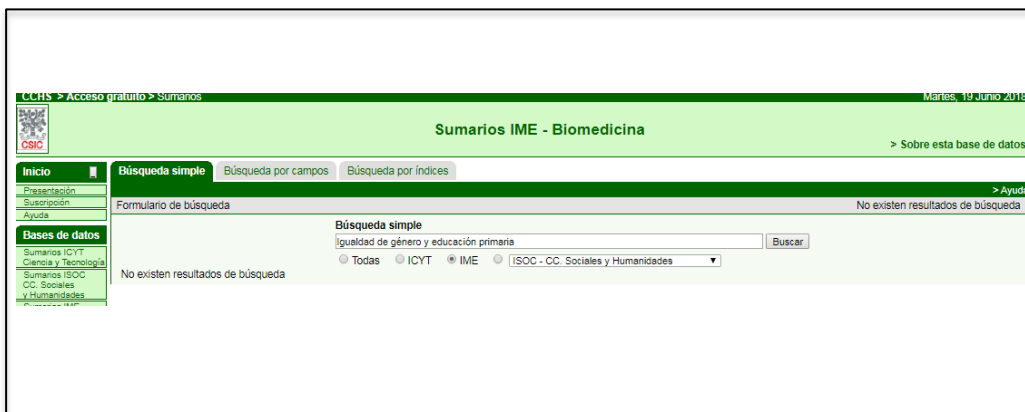 CCHS > Acceso gratuito > Sumarios
Martes, 19 Junio 2018
CSIC
Sumarios IME - Biomedicina
> Sobre esta base de datos
Inicio
Búsqueda simple
Búsqueda por campos
Búsqueda por índices
Presentación
> Ayuda
Suscripción
Formulario de búsqueda
No existen resultados de búsqueda
Ayuda
Búsqueda simple
Bases de datos
Igualdad de género y educación primaria
Buscar
Sumarios ICYT
Ciencia y Tecnología
Todas
ICYT
IME
ISOC - CC. Sociales y Humanidades
Sumarios ISOC
CC. Sociales
y Humanidades
No existen resultados de búsqueda
Sumarios IME